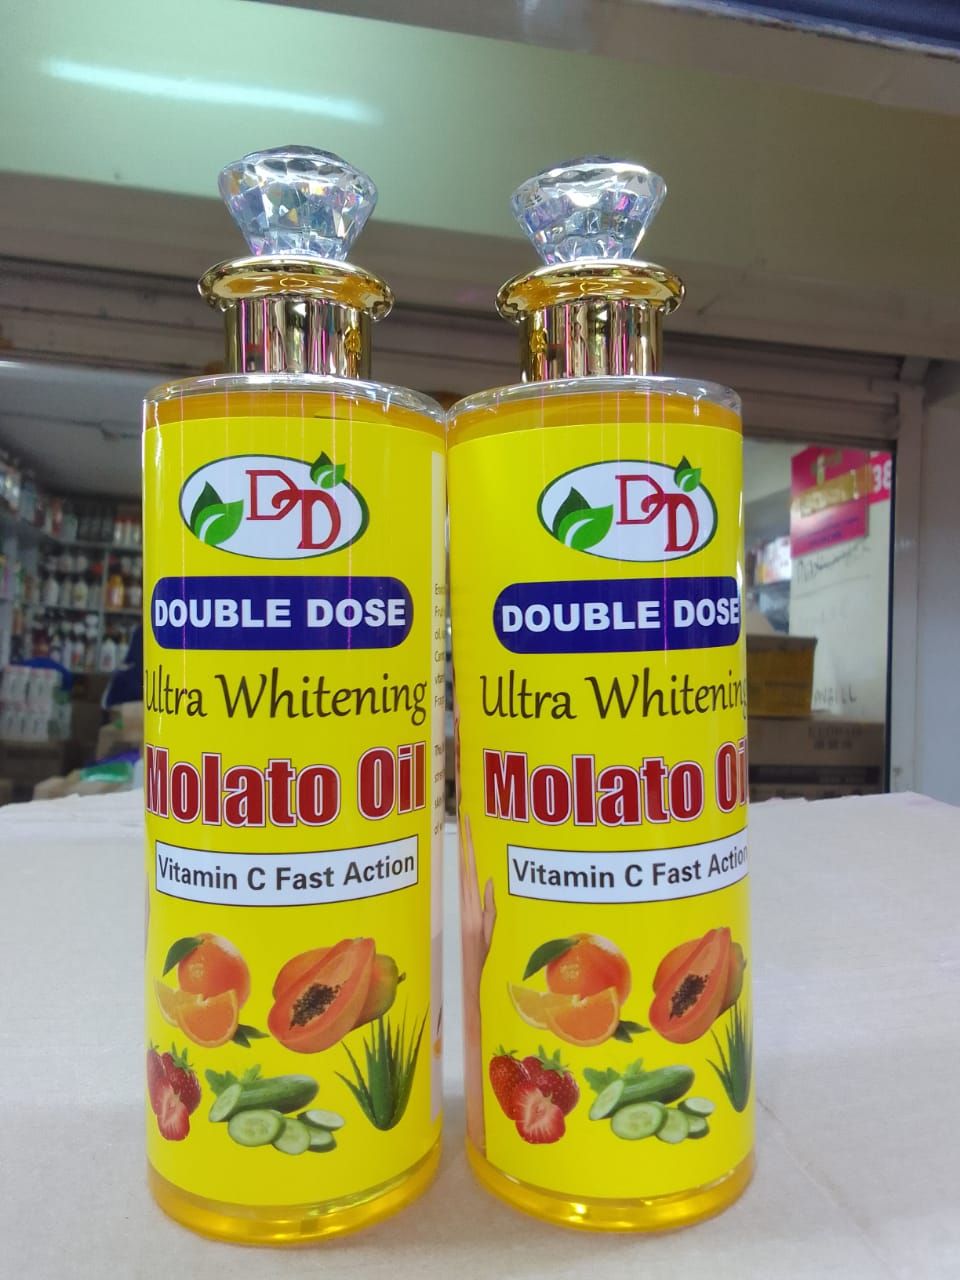 DD
DOUBLE DOSE
Ultra Whitening
Molato Oil
Vitamin C Fast Action
DD
DOUBLE DOSE
Ultra Whitening
Molato Oil
Vitamin C Fast Action